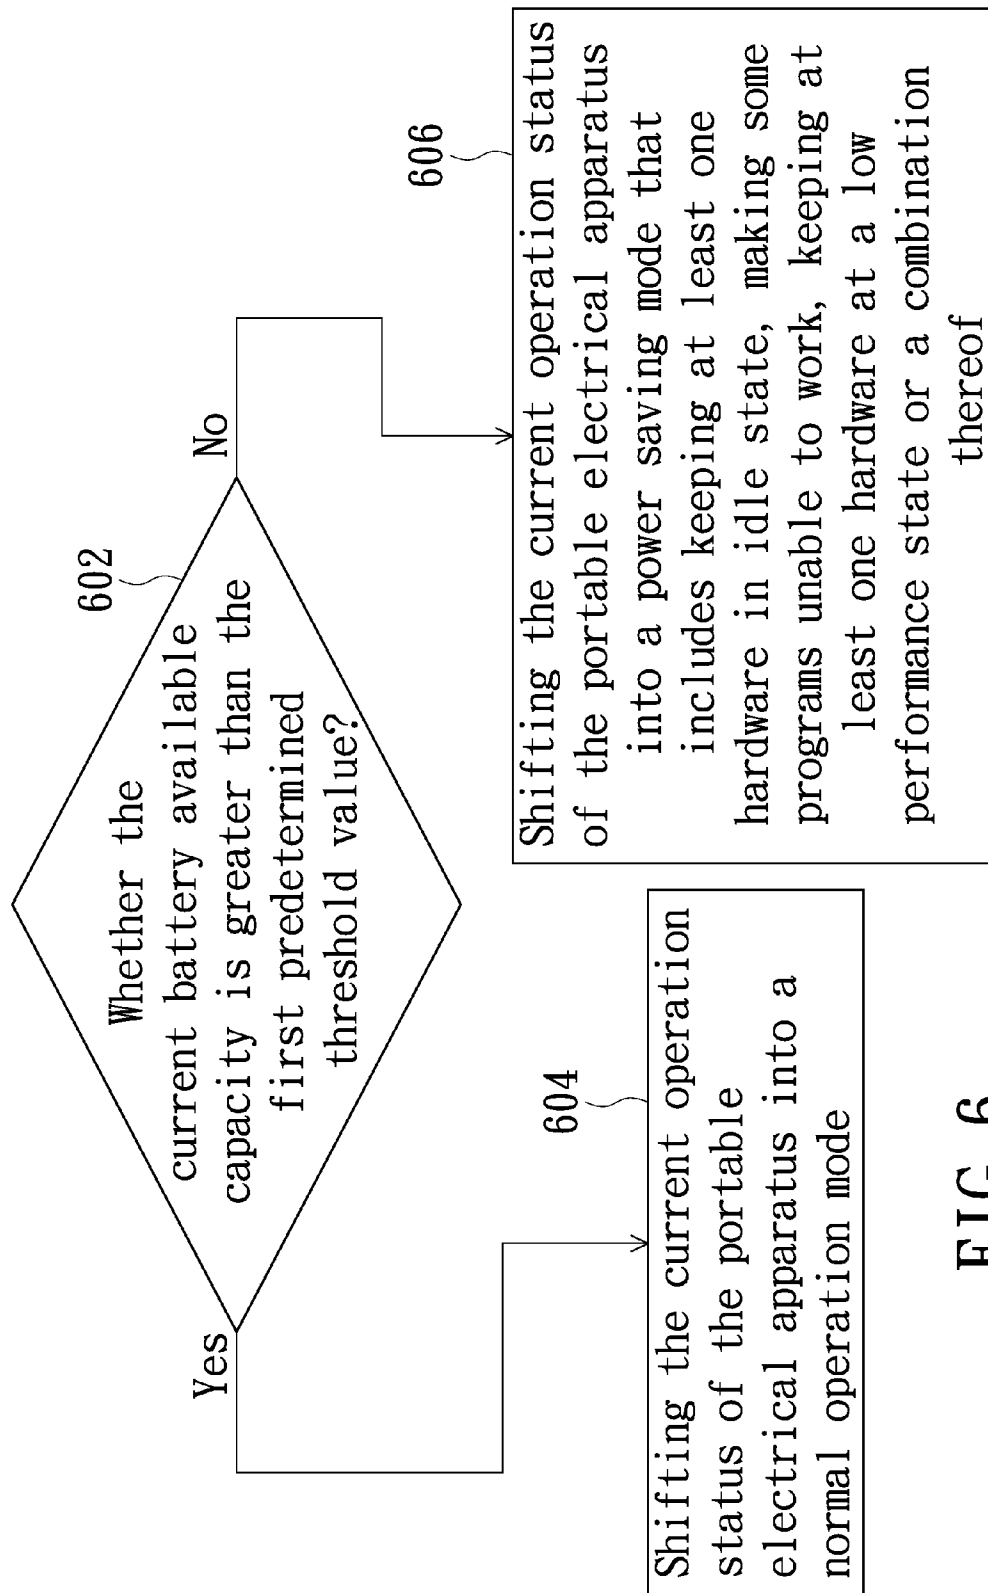 602
Whether the
current battery available
capacity is greater than the
first predetermined
threshold value?
Yes
No
604
Shifting the current operation
status of the portable
electrical apparatus into a
normal operation mode
606
Shifting the current operation status
of the portable electrical apparatus
into a power saving mode that
includes keeping at least one
hardware in idle state, making some
programs unable to work, keeping at
least one hardware at a low
performance state or a combination
thereof
FIG. 6